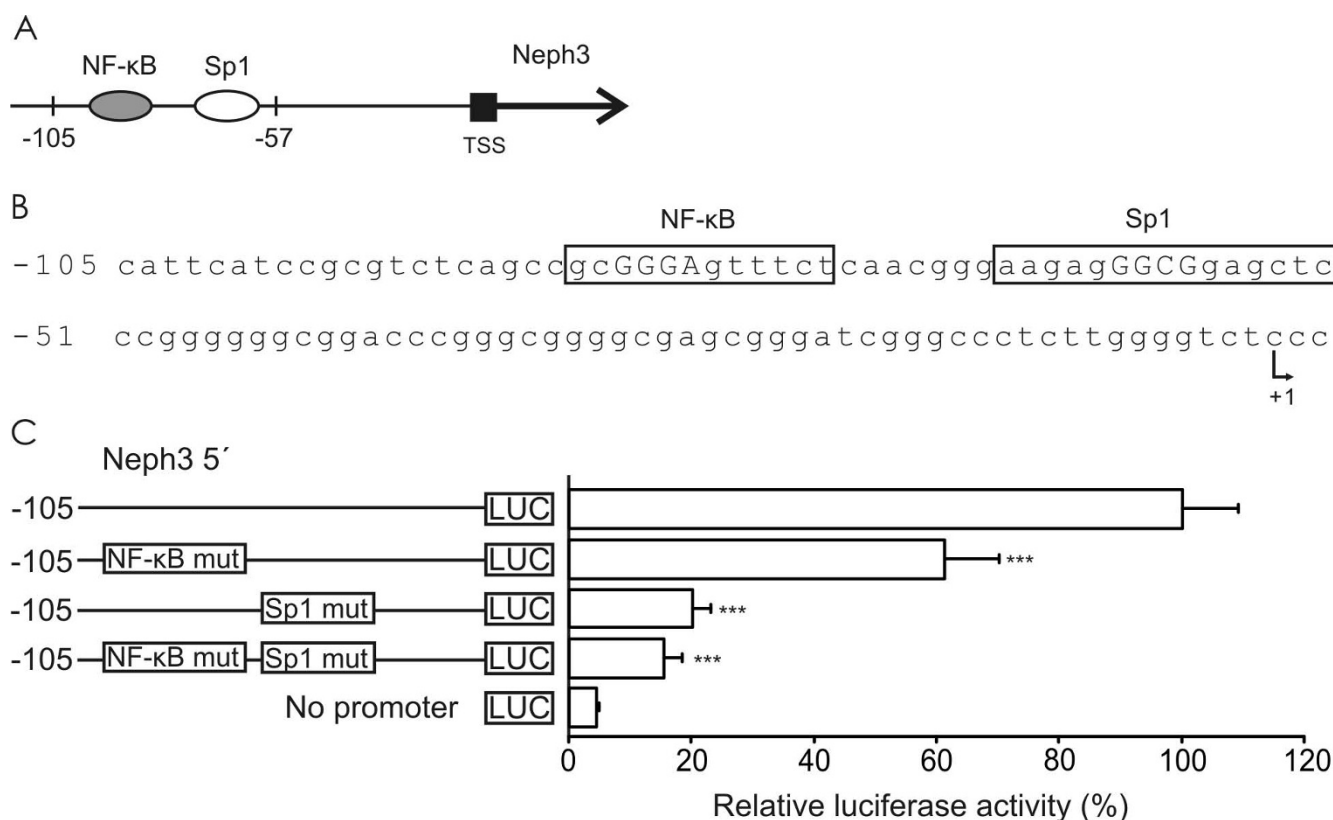 A
NF-κB Sp1 Neph3
-105 -57 TSS
B
NF-κB Sp1
-105 cattcatccgcgtctcagccgcGGGAgtttctcaacgggaagagGGCGgagctc
-51 ccgggggggcggacccgggcggggcgagcgggatcgggccctcttggggtctccc
+1
C
Neph3 5´
-105 LUC
-105 NF-κB mut LUC ***
-105 Sp1 mut LUC ***
-105 NF-κB mut Sp1 mut LUC ***
No promoter LUC
0 20 40 60 80 100 120
Relative luciferase activity (%)